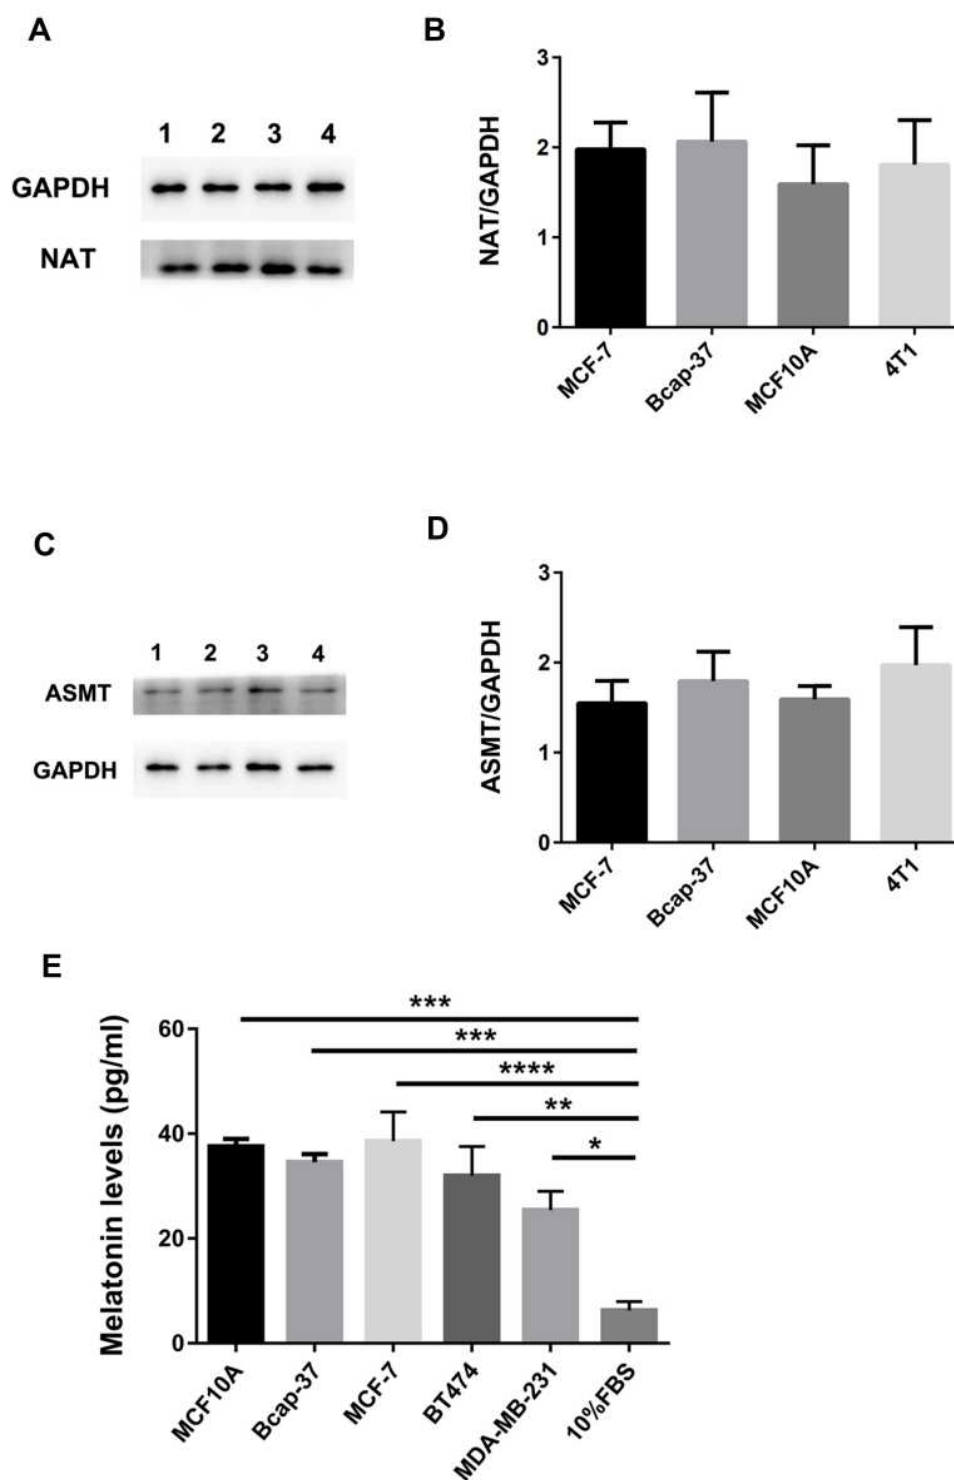 A
1 2 3 4
GAPDH
NAT
B
NAT/GAPDH
3
2
1
0
MCF-7 Bcap-37 MCF10A 4T1
C
1 2 3 4
ASMT
GAPDH
D
ASMT/GAPDH
3
2
1
0
MCF-7 Bcap-37 MCF10A 4T1
E
Melatonin levels (pg/ml)
60
40
20
0
***
***
****
**
*
MCF10A Bcap-37 MCF-7 BT474 MDA-MB-231 10%FBS